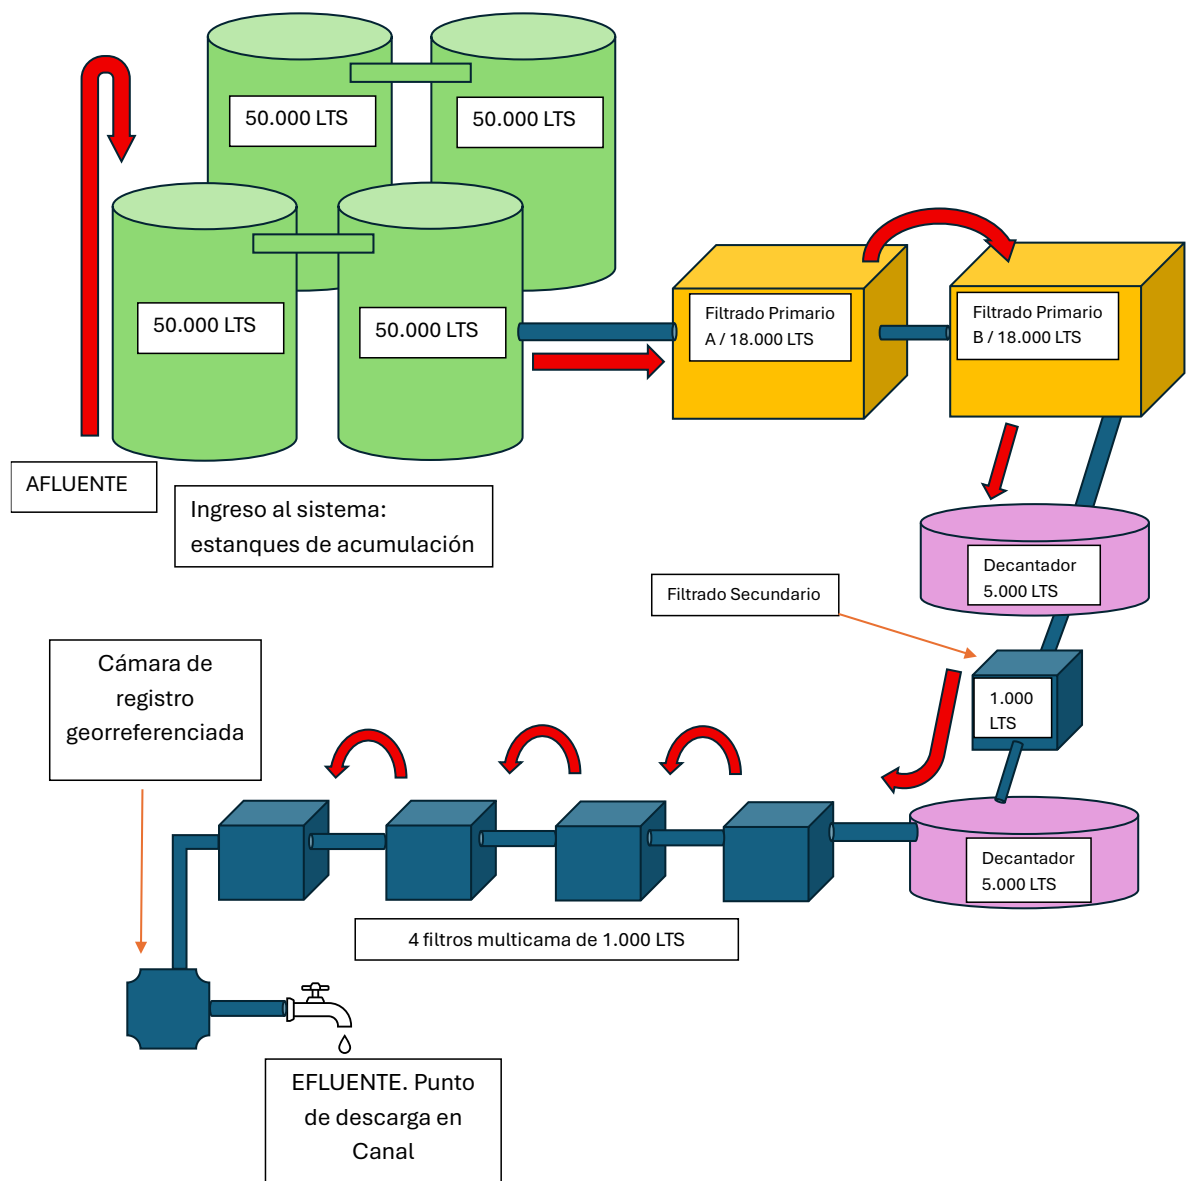 50.000 LTS
50.000 LTS
50.000 LTS
50.000 LTS
AFLUENTE
Ingreso al sistema:
estanques de acumulación
Filtrado Primario
A / 18.000 LTS
Filtrado Primario
B / 18.000 LTS
Decantador
5.000 LTS
Filtrado Secundario
1.000
LTS
Decantador
5.000 LTS
4 filtros multicama de 1.000 LTS
Cámara de
registro
georreferenciada
EFLUENTE. Punto
de descarga en
Canal